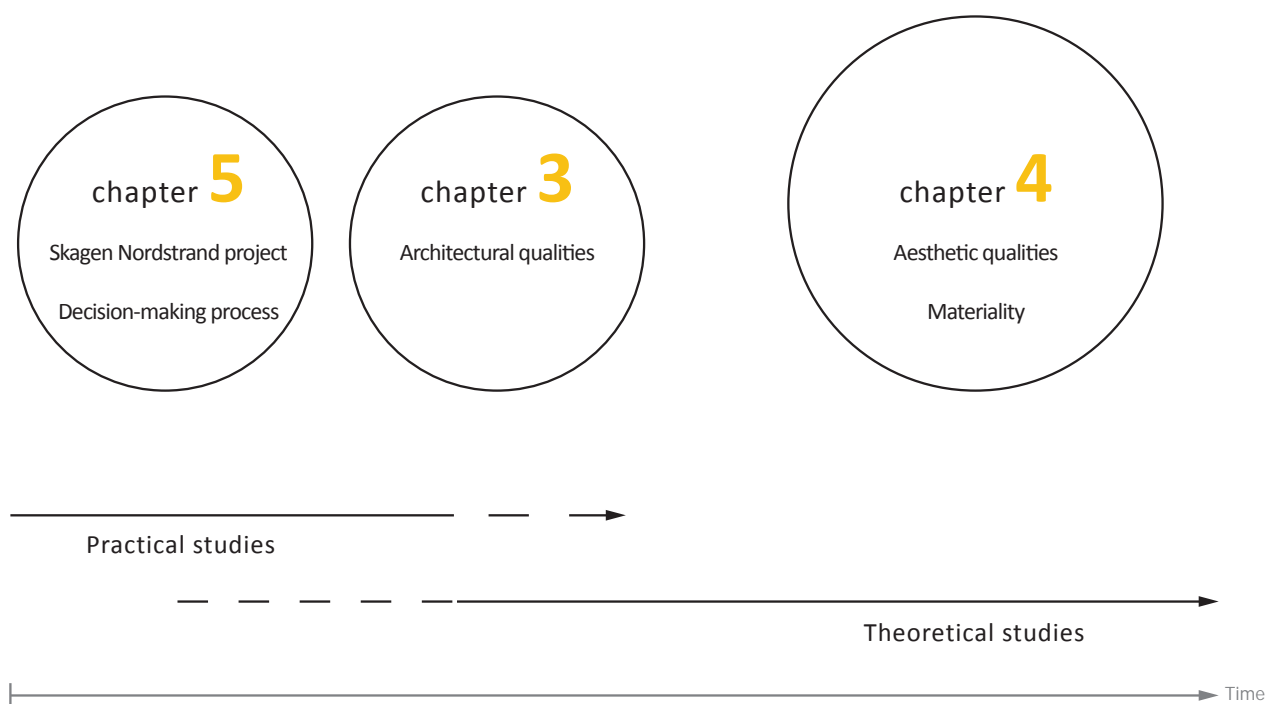 chapter 5
Skagen Nordstrand project
Decision-making process
chapter 3
Architectural qualities
chapter 4
Aesthetic qualities
Materiality
Practical studies
Theoretical studies
Time